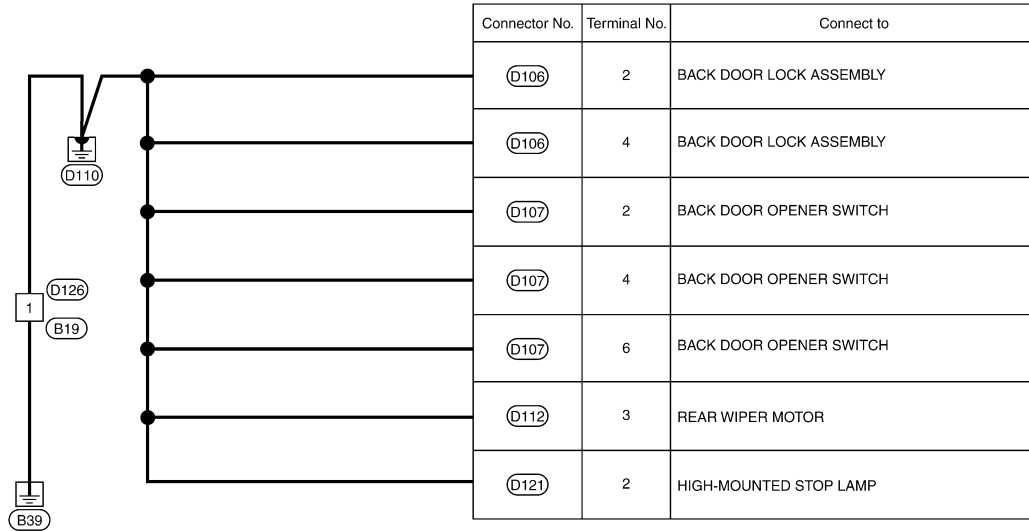 Connector No. Terminal No. Connect to
D106 2 BACK DOOR LOCK ASSEMBLY
D106 4 BACK DOOR LOCK ASSEMBLY
D110
D107 2 BACK DOOR OPENER SWITCH
D107 4 BACK DOOR OPENER SWITCH
D126
1
B19
D107 6 BACK DOOR OPENER SWITCH
D112 3 REAR WIPER MOTOR
D121 2 HIGH-MOUNTED STOP LAMP
B39